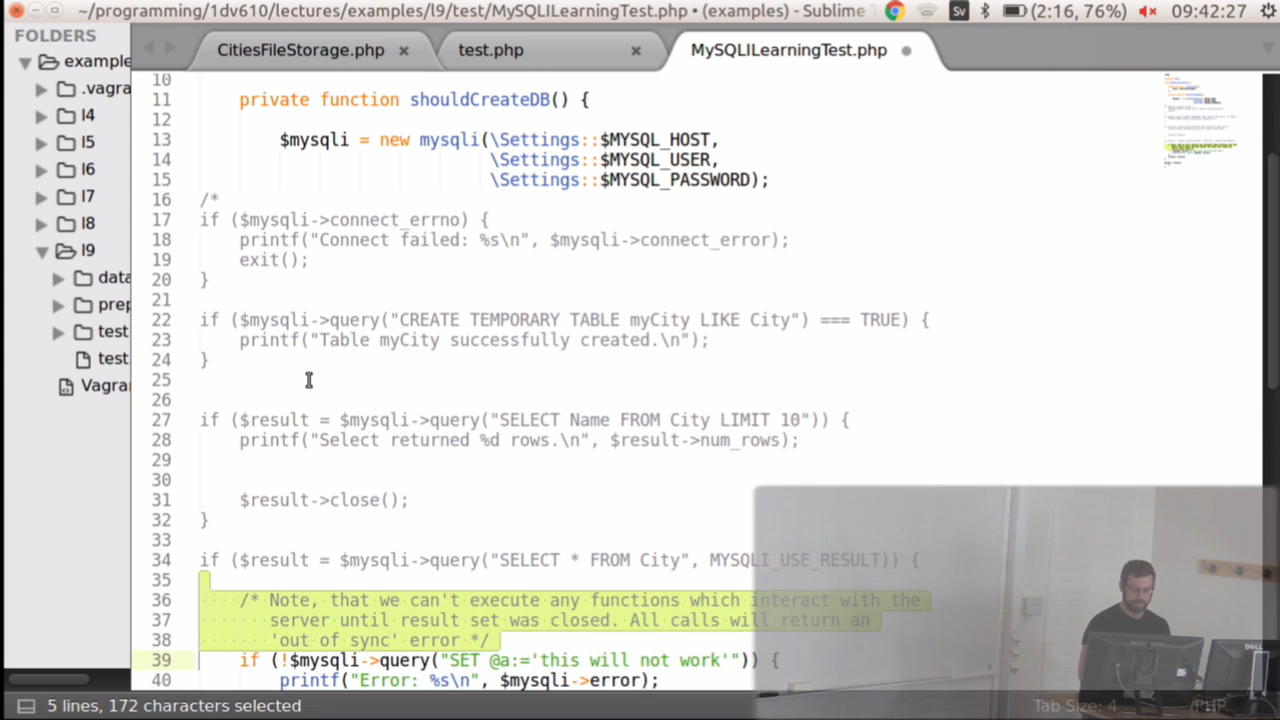 ~/programming/1dv610/lectures/examples/l9/test/MySQLILearningTest.php • (examples) - Sublime T
Sv
(2:16, 76%)
09:42:27
FOLDERS
example
.vagra
l4
l5
l6
l7
l8
l9
data
prep
test
test
Vagran
CitiesFileStorage.php
test.php
MySQLILearningTest.php
10
11 private function shouldCreateDB() {
12
13 $mysqli = new mysqli(\Settings::$MYSQL_HOST,
14 \Settings::$MYSQL_USER,
15 \Settings::$MYSQL_PASSWORD);
16 /*
17 if ($mysqli->connect_errno) {
18 printf("Connect failed: %s\n", $mysqli->connect_error);
19 exit();
20 }
21
22 if ($mysqli->query("CREATE TEMPORARY TABLE myCity LIKE City") === TRUE) {
23 printf("Table myCity successfully created.\n");
24 }
25
26
27 if ($result = $mysqli->query("SELECT Name FROM City LIMIT 10")) {
28 printf("Select returned %d rows.\n", $result->num_rows);
29
30
31 $result->close();
32 }
33
34 if ($result = $mysqli->query("SELECT * FROM City", MYSQLI_USE_RESULT)) {
35
36 /* Note, that we can't execute any functions which interact with the
37 server until result set was closed. All calls will return an
38 'out of sync' error */
39 if (!$mysqli->query("SET @a:='this will not work'")) {
40 printf("Error: %s\n", $mysqli->error);
5 lines, 172 characters selected
Tab Size: 4
PHP
DELL